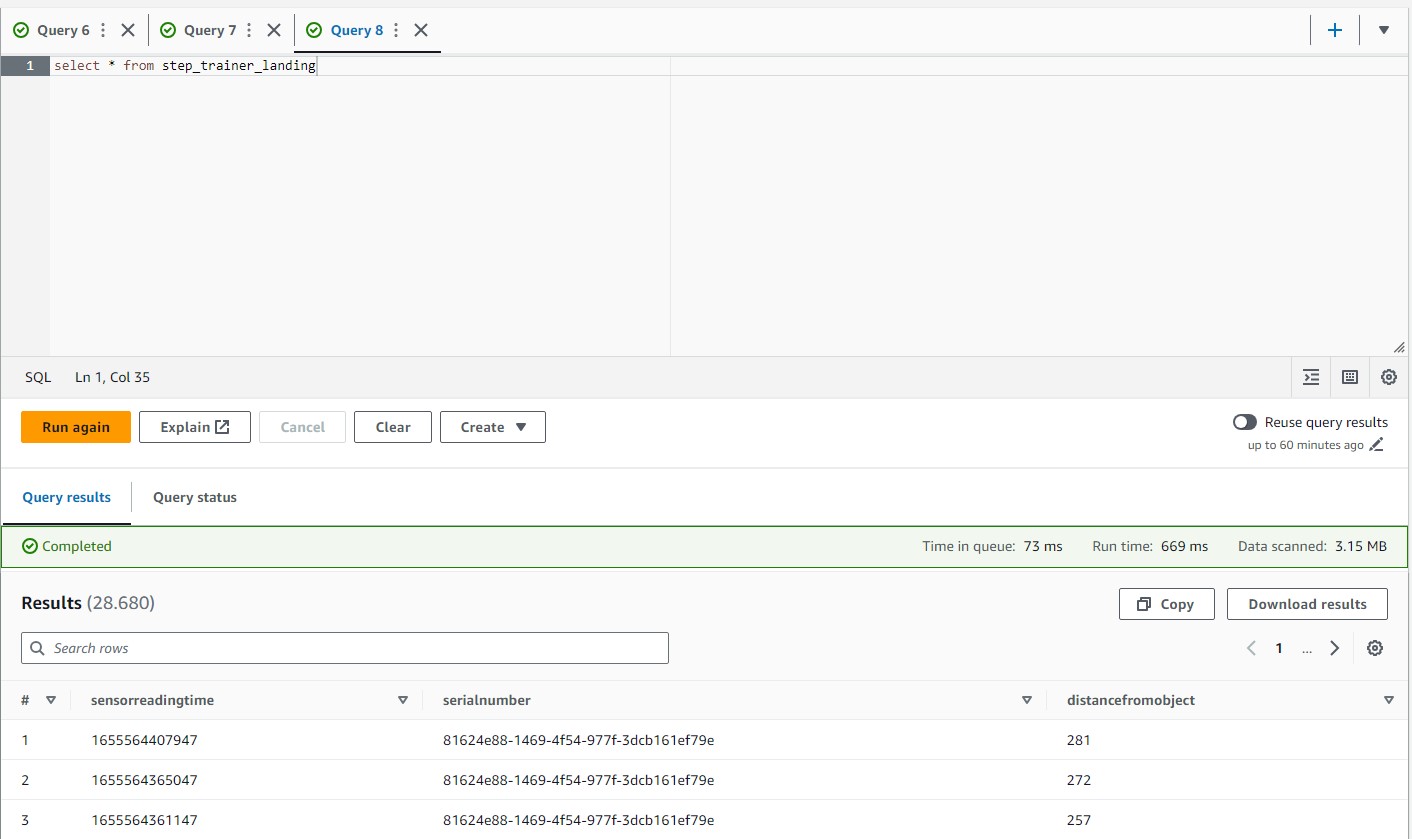 Query 6 Query 7 Query 8
1 select * from step_trainer_landing
SQL Ln 1, Col 35
Run again Explain Cancel Clear Create Reuse query results
up to 60 minutes ago
Query results Query status
Completed Time in queue: 73 ms Run time: 669 ms Data scanned: 3.15 MB
Results (28.680) Copy Download results
Search rows 1 ...
# sensorreadingtime serialnumber distancefromobject
1 1655564407947 81624e88-1469-4f54-977f-3dcb161ef79e 281
2 1655564365047 81624e88-1469-4f54-977f-3dcb161ef79e 272
3 1655564361147 81624e88-1469-4f54-977f-3dcb161ef79e 257